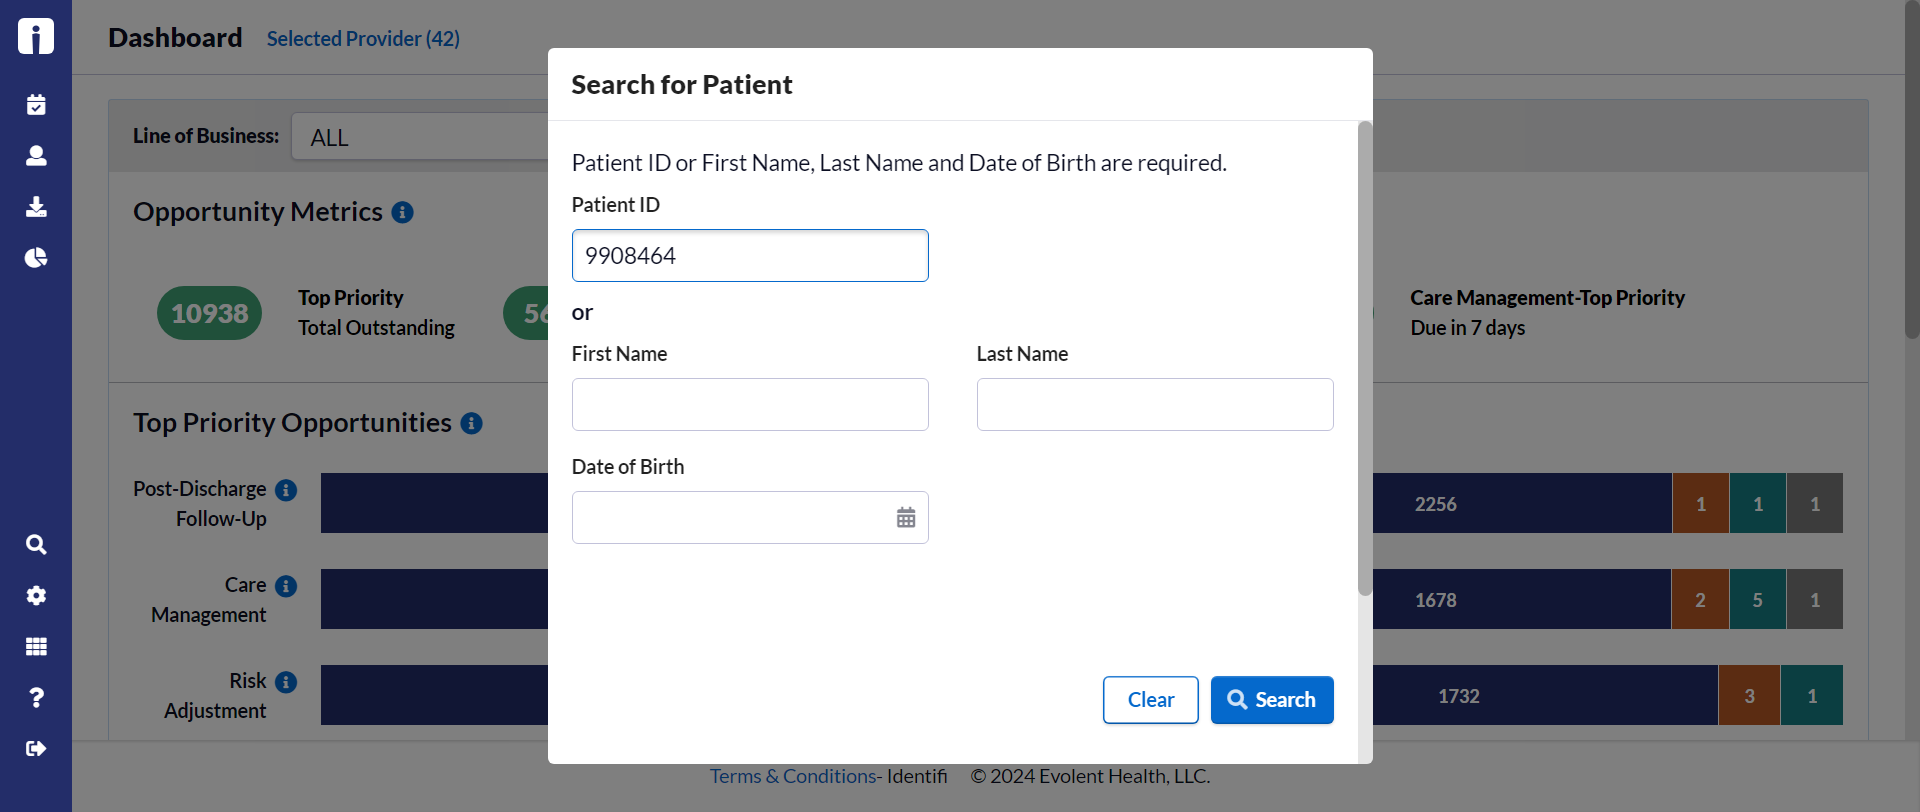 Dashboard Selected Provider (42)
Search for Patient
Line of Business: ALL
Patient ID or First Name, Last Name and Date of Birth are required.
Patient ID
9908464
or
First Name
Last Name
Date of Birth
Clear
Search
Opportunity Metrics
10938
Top Priority
Total Outstanding
Care Management-Top Priority
Due in 7 days
Top Priority Opportunities
Post-Discharge
Follow-Up
2256 1 1 1
Care
Management
1678 2 5 1
Risk
Adjustment
1732 3 1
Terms & Conditions- Identifi © 2024 Evolent Health, LLC.